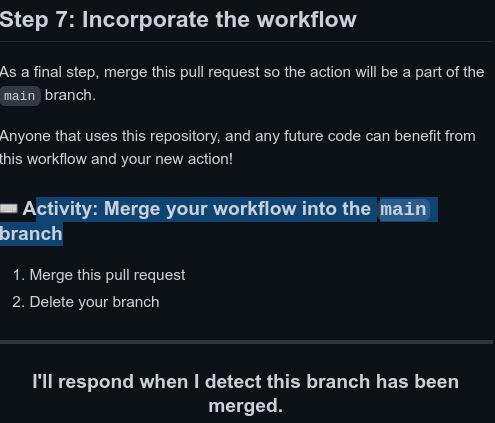 Step 7: Incorporate the workflow
As a final step, merge this pull request so the action will be a part of the
main branch.
Anyone that uses this repository, and any future code can benefit from
this workflow and your new action!
⌨️ Activity: Merge your workflow into the main
branch
1. Merge this pull request
2. Delete your branch
I'll respond when I detect this branch has been
merged.